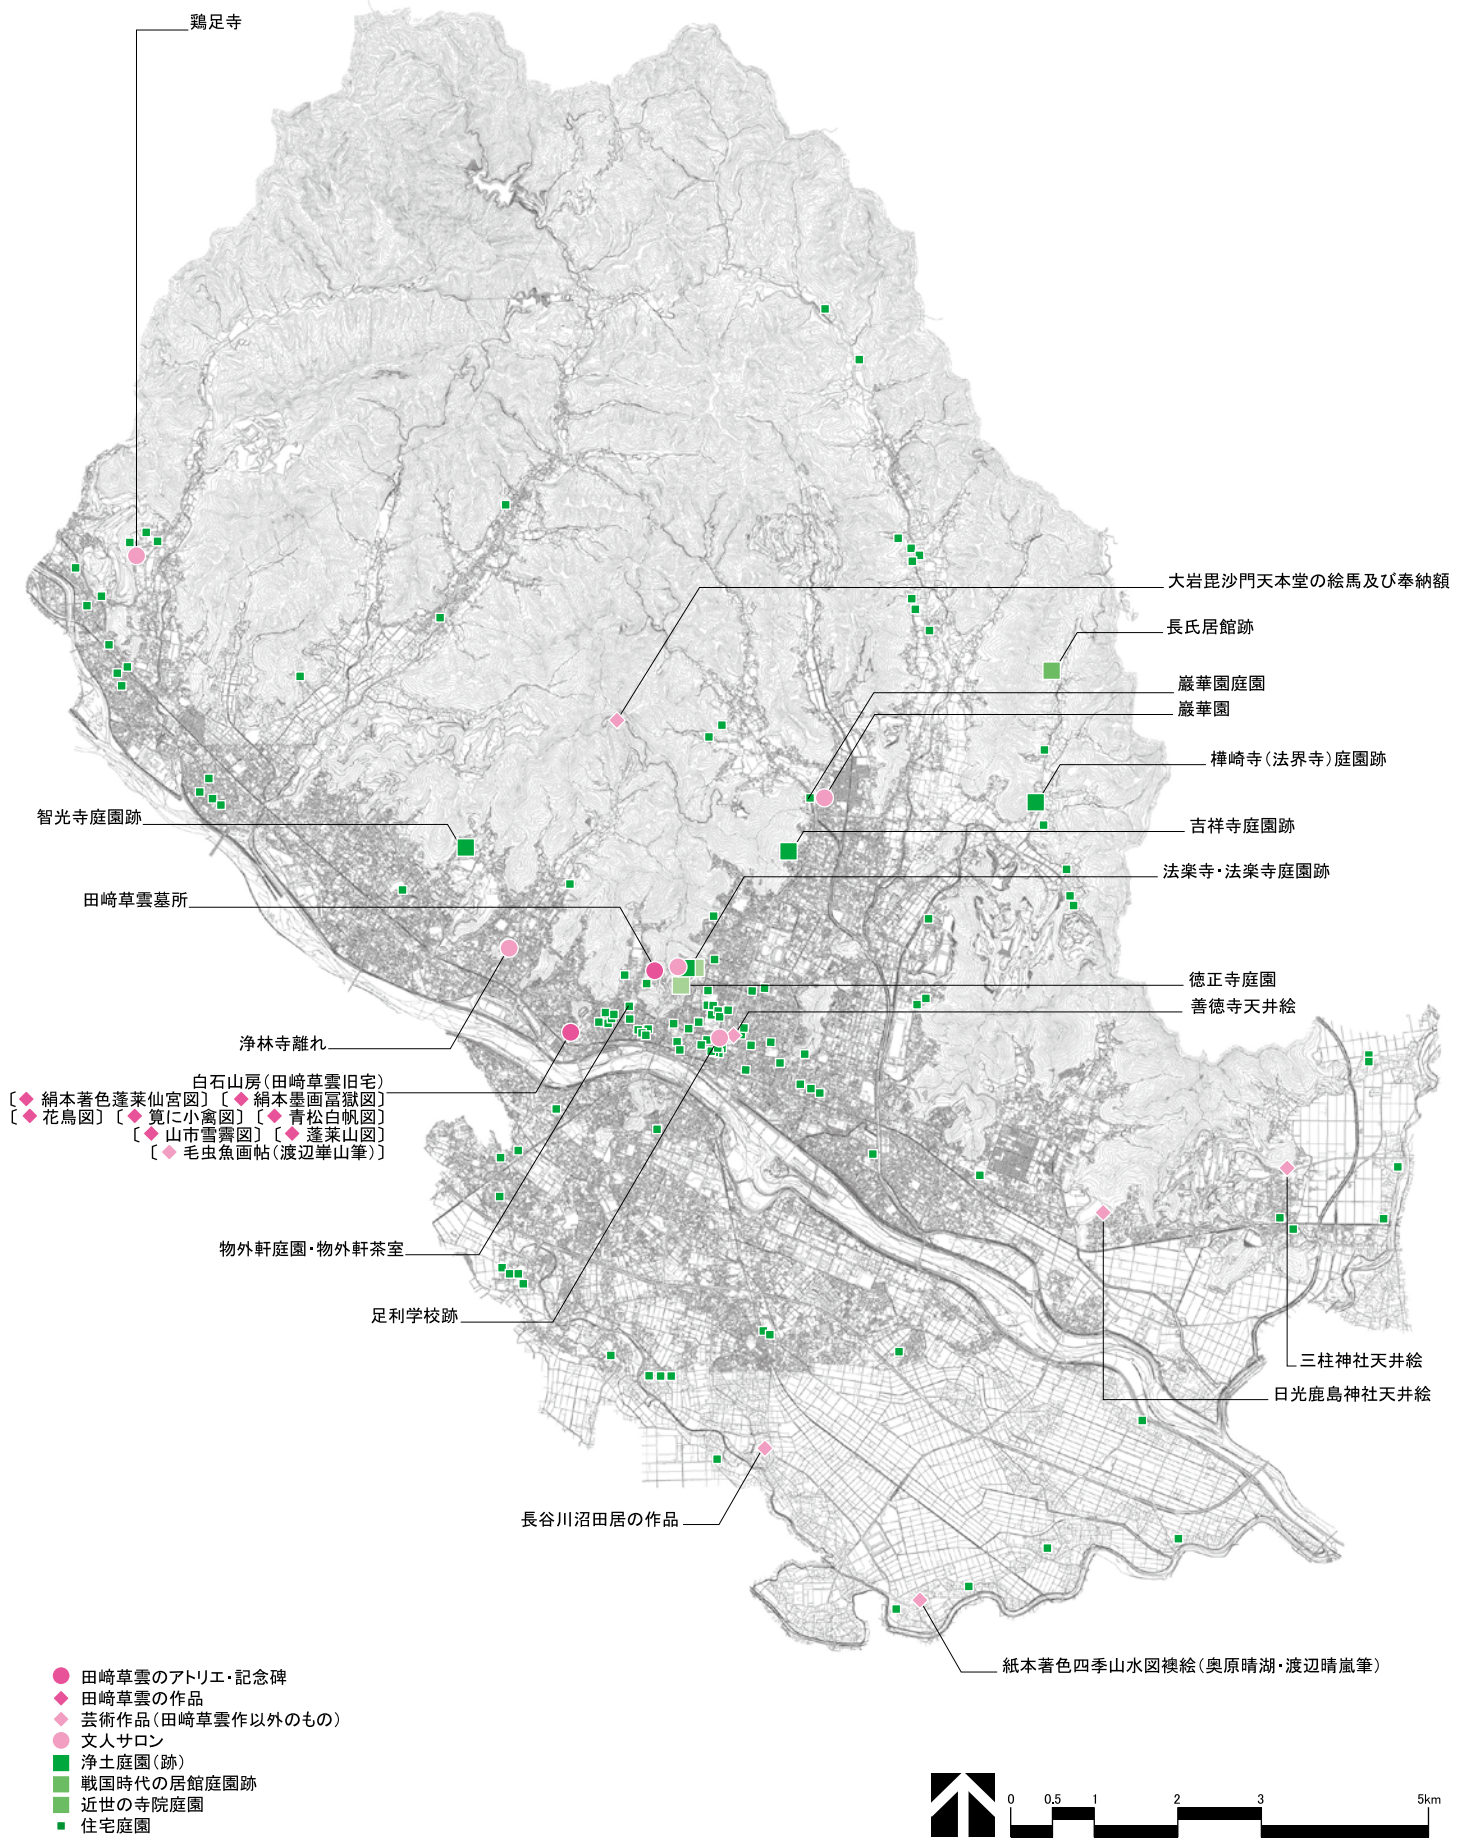 鶏足寺
大岩毘沙門天本堂の絵馬及び奉納額
長氏居館跡
巖華園庭園
巖華園
樺崎寺（法界寺）庭園跡
智光寺庭園跡
吉祥寺庭園跡
法楽寺・法楽寺庭園跡
田﨑草雲墓所
徳正寺庭園
善徳寺天井絵
浄林寺離れ
白石山房（田﨑草雲旧宅）
〔◆ 絹本著色蓬莱仙宮図〕〔◆ 絹本墨画冨獄図〕
〔◆ 花鳥図〕〔◆ 筧に小禽図〕〔◆ 青松白帆図〕
〔◆ 山市雪霽図〕〔◆ 蓬莱山図〕
〔◆ 毛虫魚画帖（渡辺崋山筆）〕
物外軒庭園・物外軒茶室
足利学校跡
三柱神社天井絵
日光鹿島神社天井絵
長谷川沼田居の作品
紙本著色四季山水図襖絵（奥原晴湖・渡辺晴嵐筆）
田﨑草雲のアトリエ・記念碑
田﨑草雲の作品
芸術作品（田﨑草雲作以外のもの）
文人サロン
浄土庭園（跡）
戦国時代の居館庭園跡
近世の寺院庭園
住宅庭園
0 0.5 1 2 3 5km